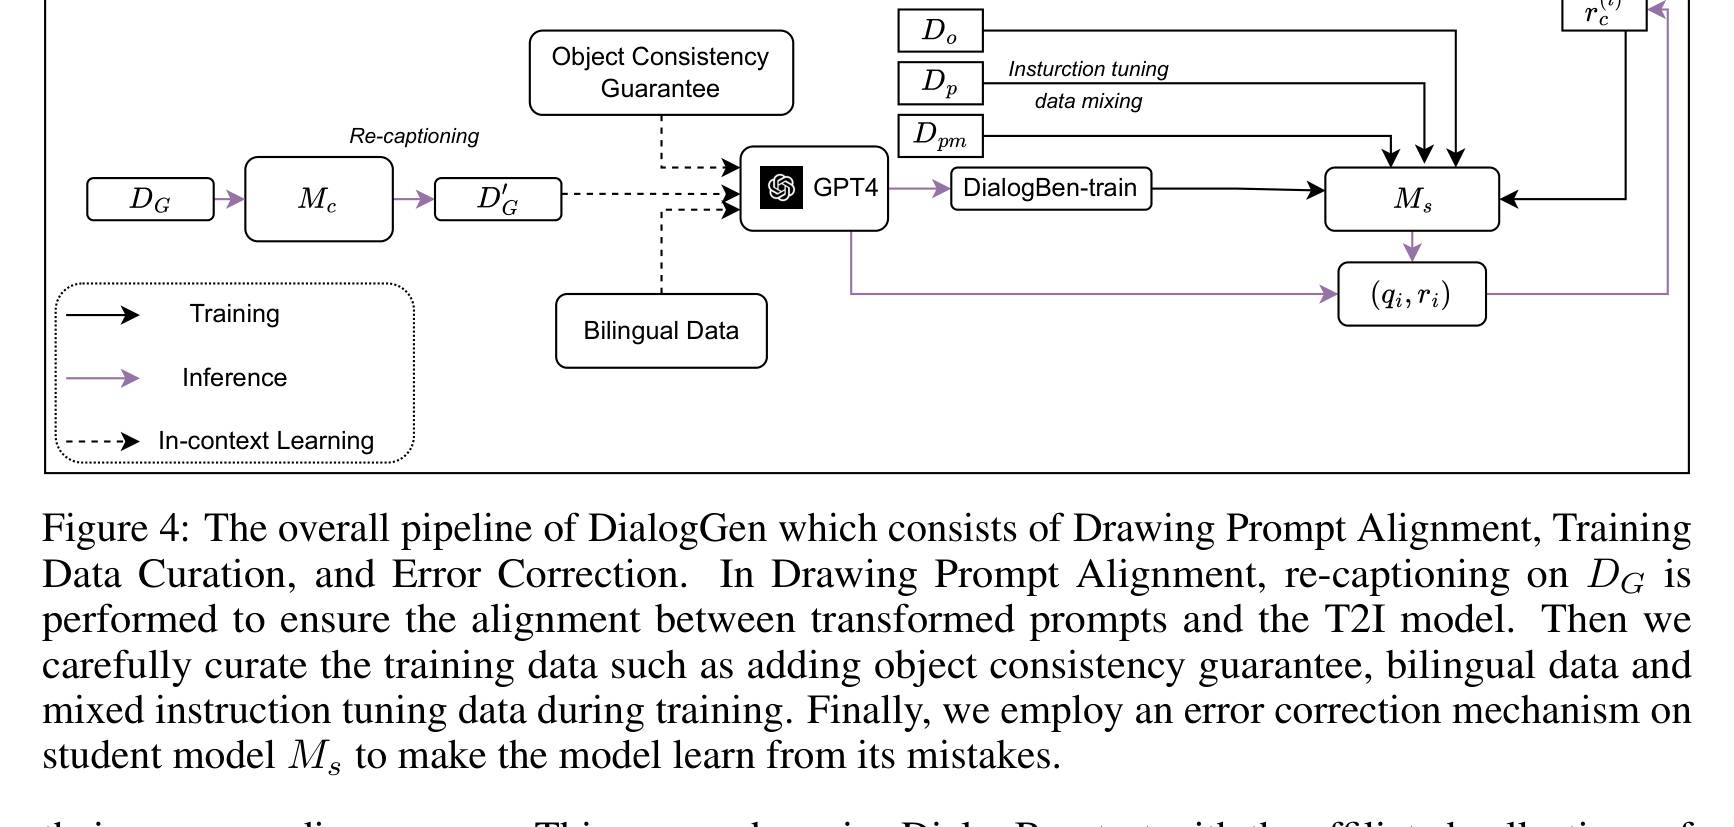 r_c^{(i)}
D_o
Object Consistency
Guarantee
Insturction tuning
D_p
data mixing
Re-captioning
D_{pm}
D_G
M_c
D'_G
GPT4
DialogBen-train
M_s
(q_i, r_i)
Training
Bilingual Data
Inference
In-context Learning
Figure 4: The overall pipeline of DialogGen which consists of Drawing Prompt Alignment, Training
Data Curation, and Error Correction. In Drawing Prompt Alignment, re-captioning on D_G is
performed to ensure the alignment between transformed prompts and the T2I model. Then we
carefully curate the training data such as adding object consistency guarantee, bilingual data and
mixed instruction tuning data during training. Finally, we employ an error correction mechanism on
student model M_s to make the model learn from its mistakes.